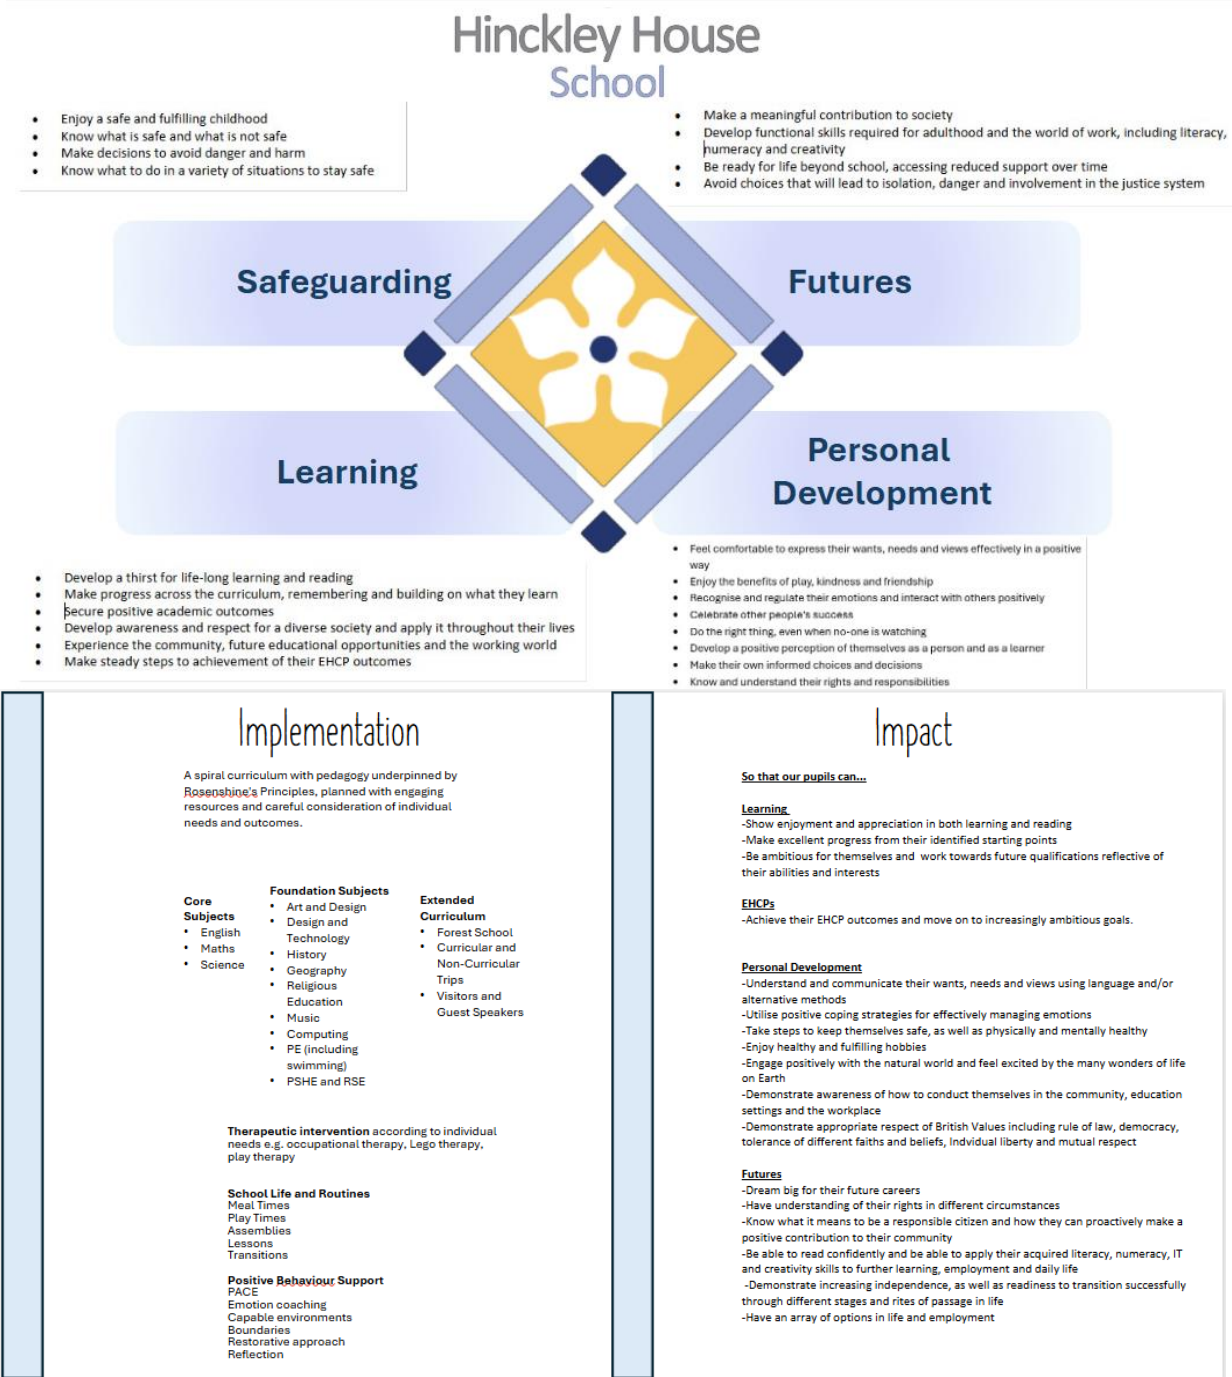 Hinckley House
School
• Enjoy a safe and fulfilling childhood
• Know what is safe and what is not safe
• Make decisions to avoid danger and harm
• Know what to do in a variety of situations to stay safe
• Make a meaningful contribution to society
• Develop functional skills required for adulthood and the world of work, including literacy,
numeracy and creativity
• Be ready for life beyond school, accessing reduced support over time
• Avoid choices that will lead to isolation, danger and involvement in the justice system
Safeguarding
Futures
Learning
Personal
Development
• Develop a thirst for life-long learning and reading
• Make progress across the curriculum, remembering and building on what they learn
• Secure positive academic outcomes
• Develop awareness and respect for a diverse society and apply it throughout their lives
• Experience the community, future educational opportunities and the working world
• Make steady steps to achievement of their EHCP outcomes
• Feel comfortable to express their wants, needs and views effectively in a positive
way
• Enjoy the benefits of play, kindness and friendship
• Recognise and regulate their emotions and interact with others positively
• Celebrate other people's success
• Do the right thing, even when no-one is watching
• Develop a positive perception of themselves as a person and as a learner
• Make their own informed choices and decisions
• Know and understand their rights and responsibilities
Implementation
A spiral curriculum with pedagogy underpinned by
Rosenshine's Principles, planned with engaging
resources and careful consideration of individual
needs and outcomes.
Core
Subjects
• English
• Maths
• Science
Foundation Subjects
• Art and Design
• Design and
Technology
• History
• Geography
• Religious
Education
• Music
• Computing
• PE (including
swimming)
• PSHE and RSE
Extended
Curriculum
• Forest School
• Curricular and
Non-Curricular
Trips
• Visitors and
Guest Speakers
Therapeutic intervention according to individual
needs e.g. occupational therapy, Lego therapy,
play therapy
School Life and Routines
Meal Times
Play Times
Assemblies
Lessons
Transitions
Positive Behaviour Support
PACE
Emotion coaching
Capable environments
Boundaries
Restorative approach
Reflection
Impact
So that our pupils can...
Learning
-Show enjoyment and appreciation in both learning and reading
-Make excellent progress from their identified starting points
-Be ambitious for themselves and work towards future qualifications reflective of
their abilities and interests
EHCPs
-Achieve their EHCP outcomes and move on to increasingly ambitious goals.
Personal Development
-Understand and communicate their wants, needs and views using language and/or
alternative methods
-Utilise positive coping strategies for effectively managing emotions
-Take steps to keep themselves safe, as well as physically and mentally healthy
-Enjoy healthy and fulfilling hobbies
-Engage positively with the natural world and feel excited by the many wonders of life
on Earth
-Demonstrate awareness of how to conduct themselves in the community, education
settings and the workplace
-Demonstrate appropriate respect of British Values including rule of law, democracy,
tolerance of different faiths and beliefs, Indvidual liberty and mutual respect
Futures
-Dream big for their future careers
-Have understanding of their rights in different circumstances
-Know what it means to be a responsible citizen and how they can proactively make a
positive contribution to their community
-Be able to read confidently and be able to apply their acquired literacy, numeracy, IT
and creativity skills to further learning, employment and daily life
-Demonstrate increasing independence, as well as readiness to transition successfully
through different stages and rites of passage in life
-Have an array of options in life and employment